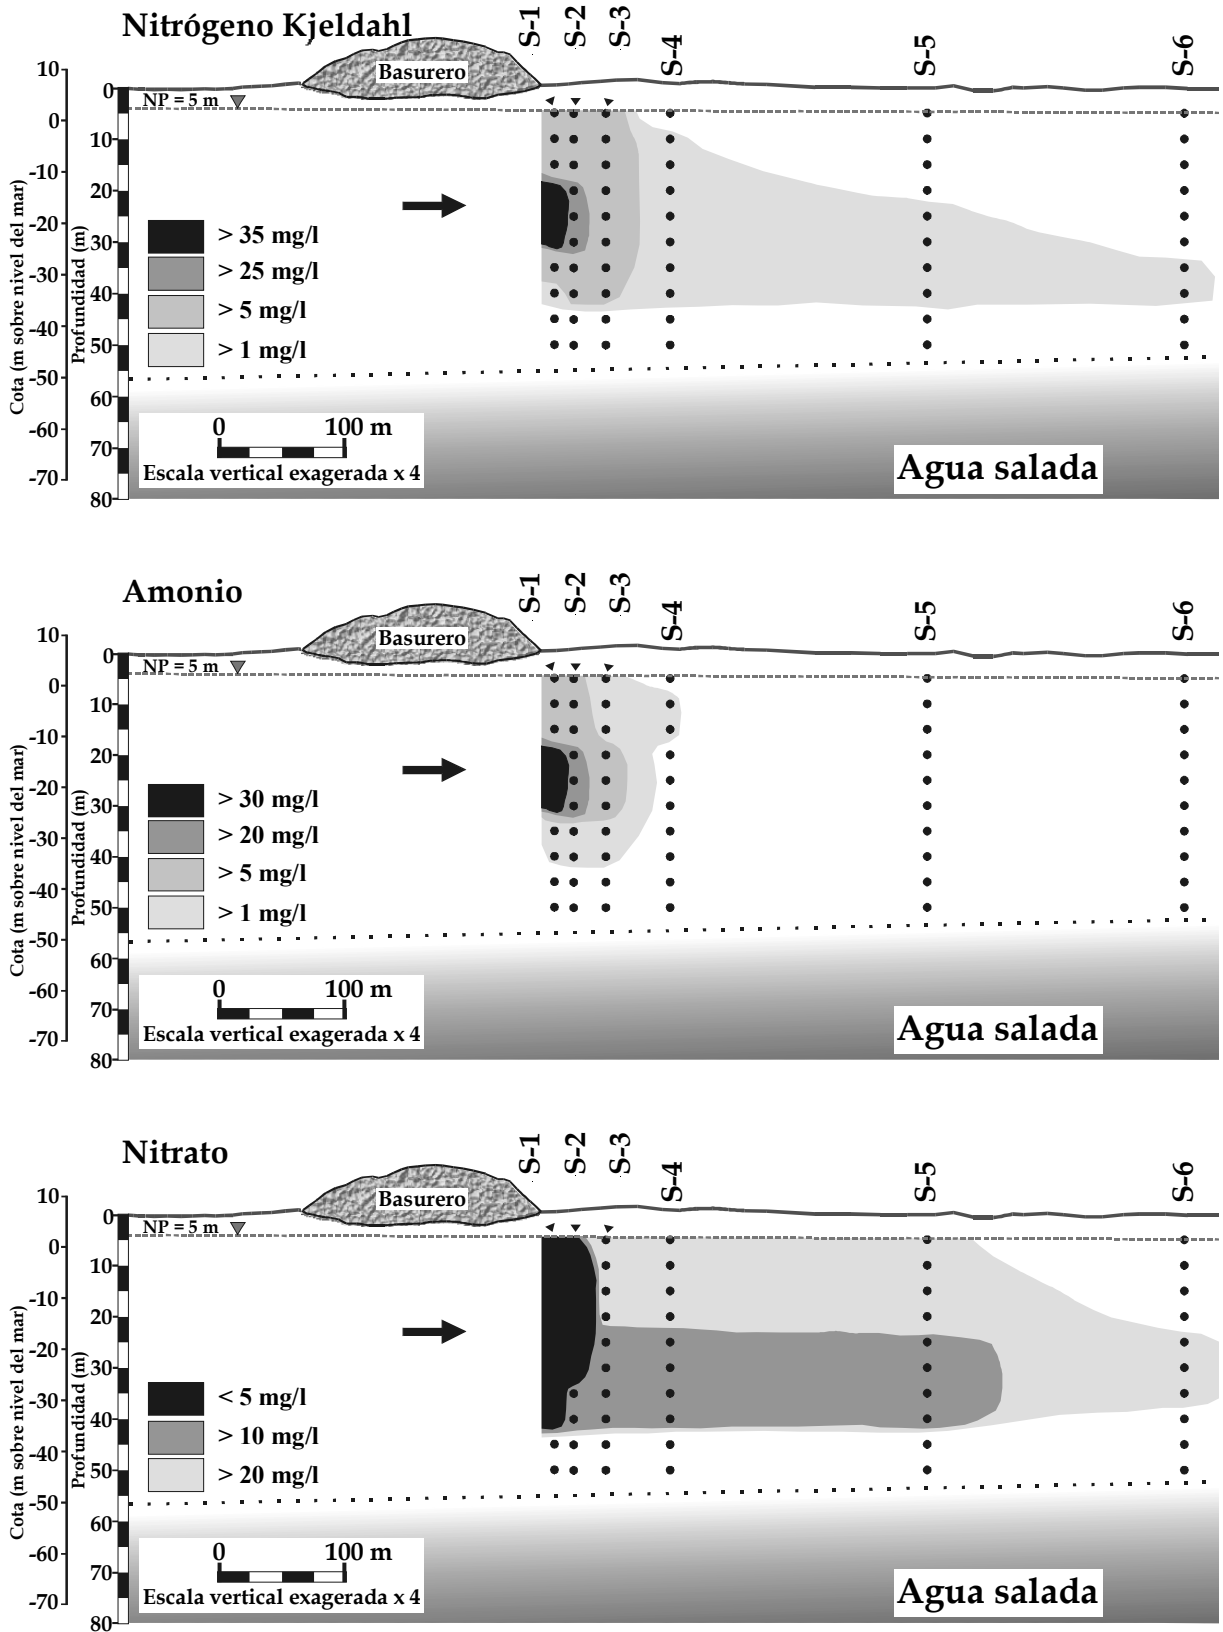 Nitrógeno Kjeldahl
S-1
S-2
S-3
S-4
S-5
S-6
Basurero
NP = 5 m
Cota (m sobre nivel del mar)
10
0
-10
-20
-30
-40
-50
-60
-70
Profundidad (m)
0
10
20
30
40
50
60
70
80
> 35 mg/l
> 25 mg/l
> 5 mg/l
> 1 mg/l
0 100 m
Escala vertical exagerada x 4
Agua salada
Amonio
S-1
S-2
S-3
S-4
S-5
S-6
Basurero
NP = 5 m
Cota (m sobre nivel del mar)
10
0
-10
-20
-30
-40
-50
-60
-70
Profundidad (m)
0
10
20
30
40
50
60
70
80
> 30 mg/l
> 20 mg/l
> 5 mg/l
> 1 mg/l
0 100 m
Escala vertical exagerada x 4
Agua salada
Nitrato
S-1
S-2
S-3
S-4
S-5
S-6
Basurero
NP = 5 m
Cota (m sobre nivel del mar)
10
0
-10
-20
-30
-40
-50
-60
-70
Profundidad (m)
0
10
20
30
40
50
60
70
80
< 5 mg/l
> 10 mg/l
> 20 mg/l
0 100 m
Escala vertical exagerada x 4
Agua salada